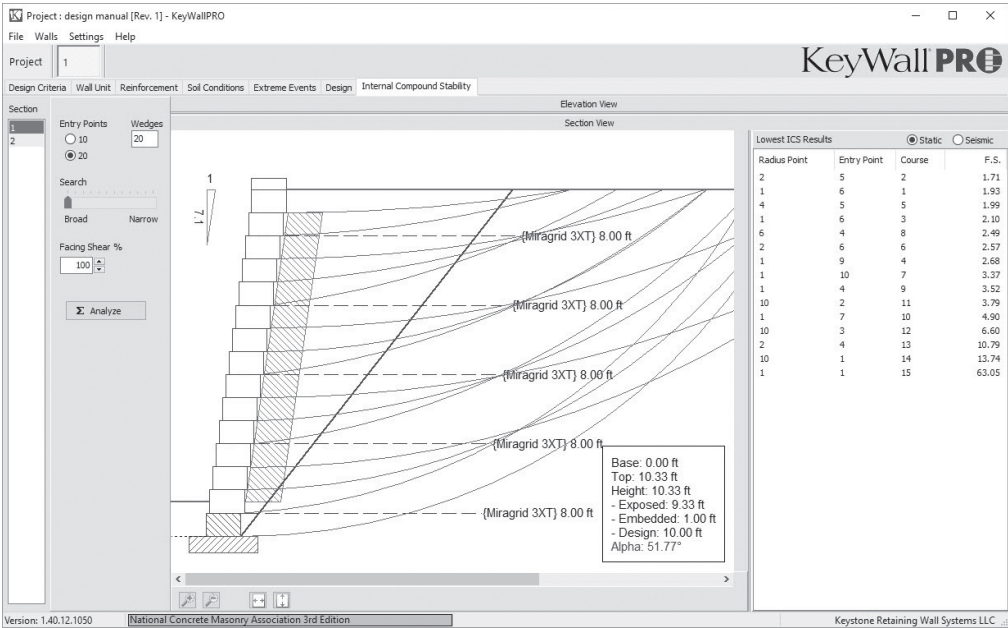 Project : design manual [Rev. 1] - KeyWallPRO
File Walls Settings Help
Project 1
KeyWall PRO
Design Criteria Wall Unit Reinforcement Soil Conditions Extreme Events Design Internal Compound Stability
Section
1
2
Entry Points Wedges
10 20
20
Search
Broad Narrow
Facing Shear %
100
Σ Analyze
Elevation View
Section View
1
7.1
{Miragrid 3XT} 8.00 ft
{Miragrid 3XT} 8.00 ft
{Miragrid 3XT} 8.00 ft
{Miragrid 3XT} 8.00 ft
{Miragrid 3XT} 8.00 ft
Base: 0.00 ft
Top: 10.33 ft
Height: 10.33 ft
- Exposed: 9.33 ft
- Embedded: 1.00 ft
- Design: 10.00 ft
Alpha: 51.77°
Lowest ICS Results Static Seismic
Radius Point Entry Point Course F.S.
2 5 2 1.71
1 6 1 1.93
4 5 5 1.99
1 6 3 2.10
6 4 8 2.49
2 6 6 2.57
1 9 4 2.68
1 10 7 3.37
1 4 9 3.52
10 2 11 3.79
1 7 10 4.90
10 3 12 6.60
2 4 13 10.79
10 1 14 13.74
1 1 15 63.05
Version: 1.40.12.1050 National Concrete Masonry Association 3rd Edition Keystone Retaining Wall Systems LLC